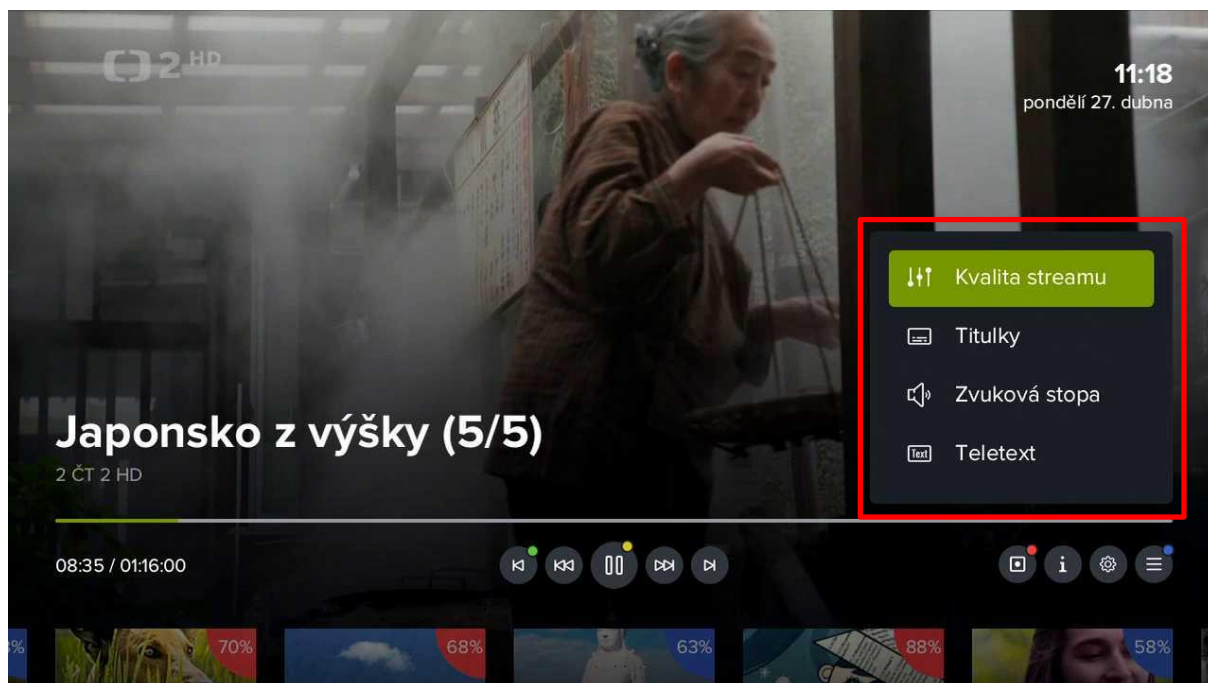 2 HD
11:18
pondělí 27. dubna
Kvalita streamu
Titulky
Zvuková stopa
Text
Teletext
Japonsko z výšky (5/5)
2 ČT 2 HD
08:35 / 01:16:00
70%
68%
63%
88%
58%